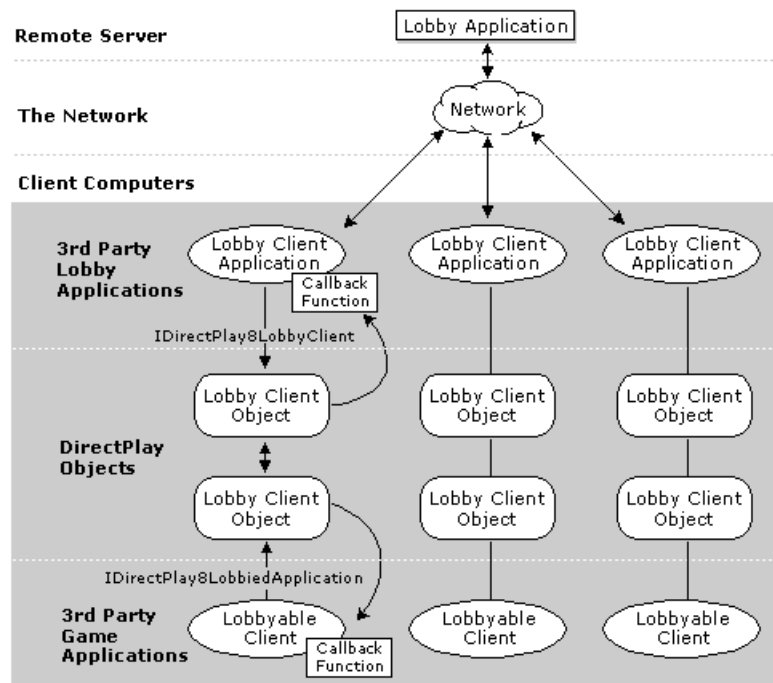 Remote Server
Lobby Application
The Network
Network
Client Computers
3rd Party
Lobby
Applications
Lobby Client
Application
Callback
Function
Lobby Client
Application
Lobby Client
Application
IDirectPlay8LobbyClient
DirectPlay
Objects
Lobby Client
Object
Lobby Client
Object
Lobby Client
Object
Lobby Client
Object
Lobby Client
Object
Lobby Client
Object
IDirectPlay8LobbiedApplication
3rd Party
Game
Applications
Lobbyable
Client
Callback
Function
Lobbyable
Client
Lobbyable
Client